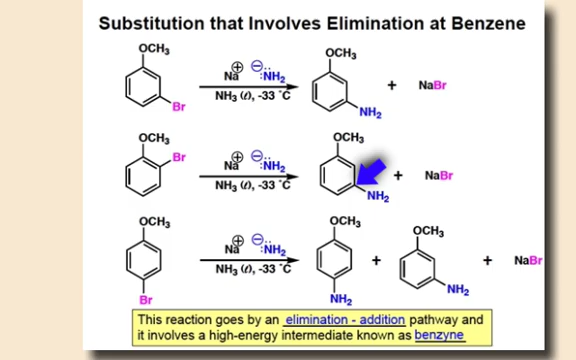 Substitution that Involves Elimination at Benzene
OCH₃
Br
⊕ ⊖
Na :NH₂
NH₃ (ℓ), -33 °C
OCH₃
NH₂
+ NaBr
OCH₃
Br
⊕ ⊖
Na :NH₂
NH₃ (ℓ), -33 °C
OCH₃
NH₂
+ NaBr
OCH₃
Br
⊕ ⊖
Na :NH₂
NH₃ (ℓ), -33 °C
OCH₃
NH₂
+
OCH₃
NH₂
+ NaBr
This reaction goes by an elimination - addition pathway and
it involves a high-energy intermediate known as benzyne